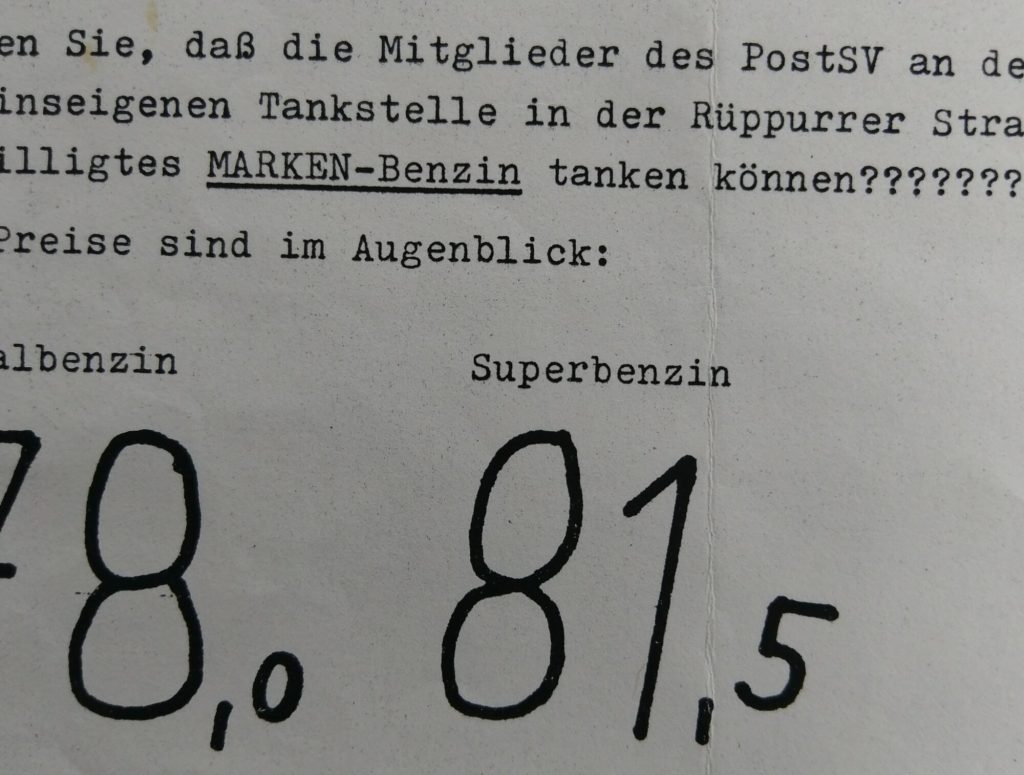 en Sie, daß die Mitglieder des PostSV an de
inseigenen Tankstelle in der Rüppurrer Stra
illigtes MARKEN-Benzin tanken können???????
Preise sind im Augenblick:
albenzin Superbenzin
78,0 81,5